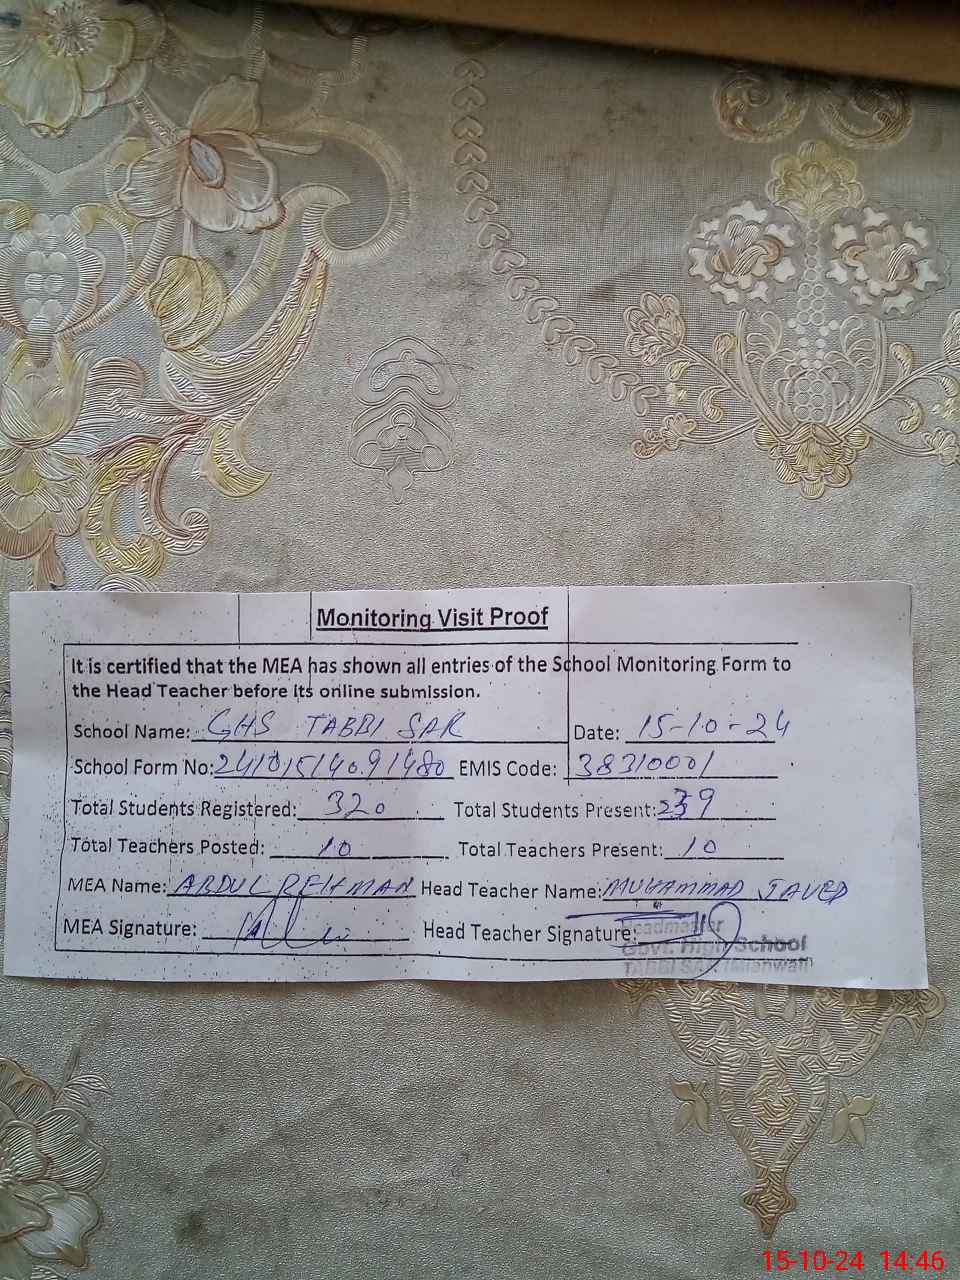 Monitoring Visit Proof
It is certified that the MEA has shown all entries of the School Monitoring Form to
the Head Teacher before its online submission.
School Name: GHS TABBI SAR Date: 15-10-24
School Form No: EMIS Code: 38310001
Total Students Registered: 320 Total Students Present: 239
Total Teachers Posted: 10 Total Teachers Present: 10
MEA Name: ABDUL REHMAN Head Teacher Name: MUHAMMAD JAVED
MEA Signature: Head Teacher Signature:
Headmaster
Govt. High School
TABBI SAR (Mianwali)
15-10-24 14:46